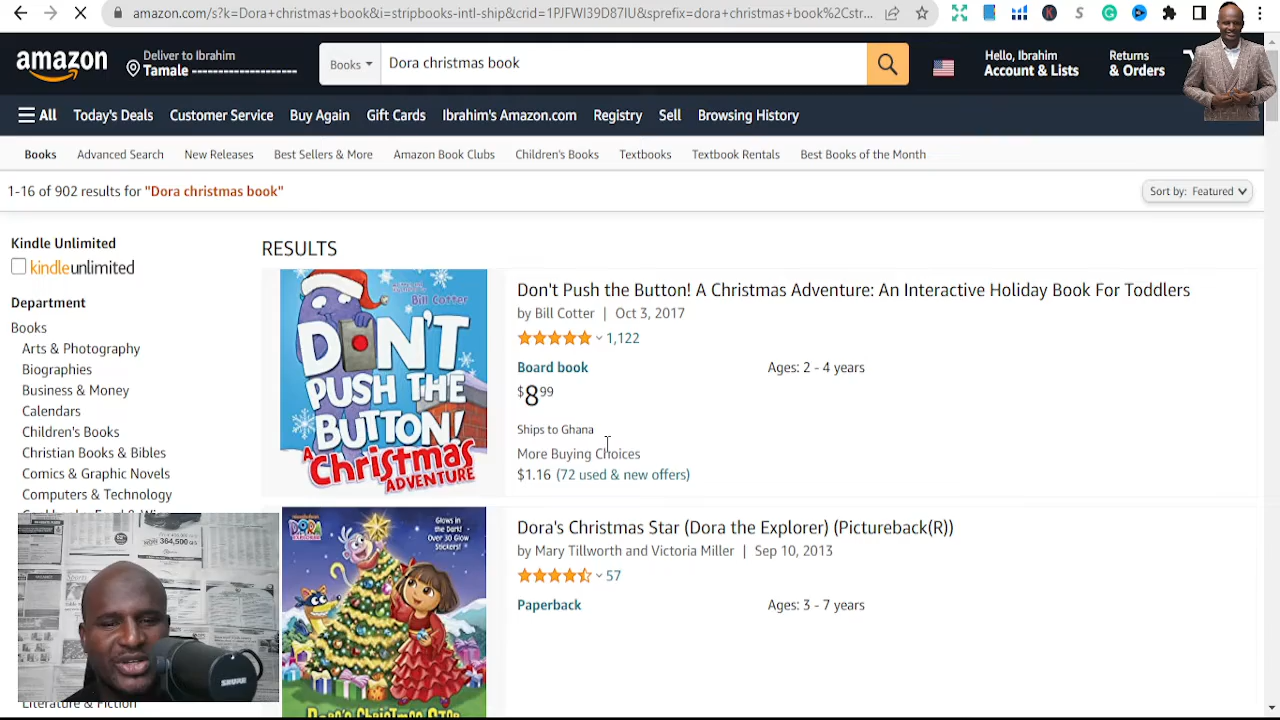 amazon.com/s?k=Dora+christmas+book&i=stripbooks-intl-ship&crid=1PJFWI39D87IU&sprefix=dora+christmas+book%2Cstr...
amazon
Deliver to Ibrahim
Tamale ------------------
Books
Dora christmas book
Hello, Ibrahim
Account & Lists
Returns
& Orders
All
Today's Deals
Customer Service
Buy Again
Gift Cards
Ibrahim's Amazon.com
Registry
Sell
Browsing History
Books
Advanced Search
New Releases
Best Sellers & More
Amazon Book Clubs
Children's Books
Textbooks
Textbook Rentals
Best Books of the Month
1-16 of 902 results for "Dora christmas book"
Sort by: Featured
Kindle Unlimited
kindleunlimited
Department
Books
Arts & Photography
Biographies
Business & Money
Calendars
Children's Books
Christian Books & Bibles
Comics & Graphic Novels
Computers & Technology
Literature & Fiction
RESULTS
Bill Cotter
DON'T
PUSH THE
BUTTON!
A Christmas
ADVENTURE
Don't Push the Button! A Christmas Adventure: An Interactive Holiday Book For Toddlers
by Bill Cotter | Oct 3, 2017
1,122
Board book
Ages: 2 - 4 years
$8.99
Ships to Ghana
More Buying Choices
$1.16 (72 used & new offers)
DORA
EXPLORER
Glows in
the Dark!
Over 30 Glow
Stickers!
Dora's Christmas Star
Dora's Christmas Star (Dora the Explorer) (Pictureback(R))
by Mary Tillworth and Victoria Miller | Sep 10, 2013
57
Paperback
Ages: 3 - 7 years
SHURE